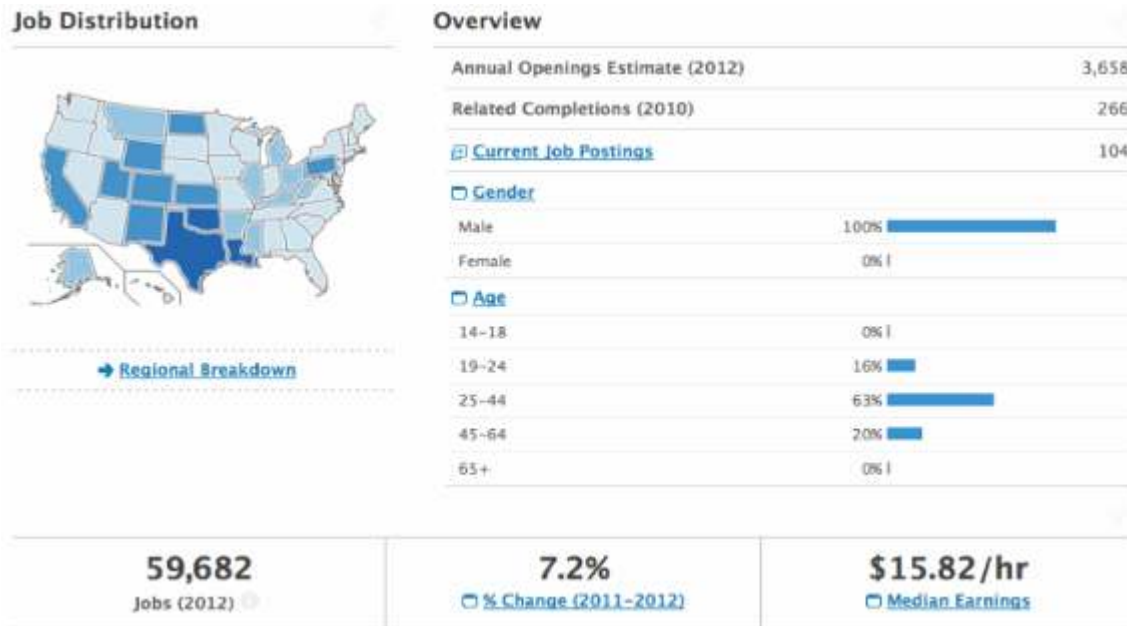 Job Distribution
Regional Breakdown
Overview
Annual Openings Estimate (2012) 3,658
Related Completions (2010) 266
Current Job Postings 104
Gender
Male 100%
Female 0%
Age
14-18 0%
19-24 16%
25-44 63%
45-64 20%
65+ 0%
59,682
Jobs (2012)
7.2%
% Change (2011-2012)
$15.82/hr
Median Earnings